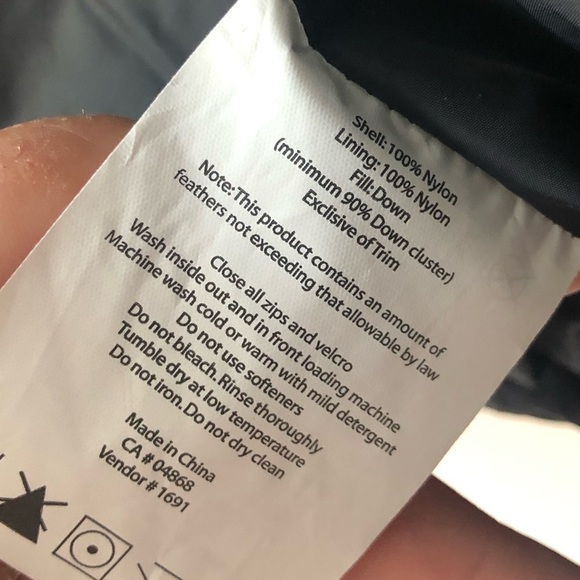 Shell: 100% Nylon
Lining: 100% Nylon
Fill: Down
(minimum 90% Down cluster)
Exclisive of Trim
Note: This product contains an amount of
feathers not exceeding that allowable by law
Close all zips and velcro
Wash inside out and in front loading machine
Machine wash cold or warm with mild detergent
Do not use softeners
Do not bleach. Rinse thoroughly
Tumble dry at low temperature
Do not iron. Do not dry clean
Made in China
CA # 04868
Vendor # 1691